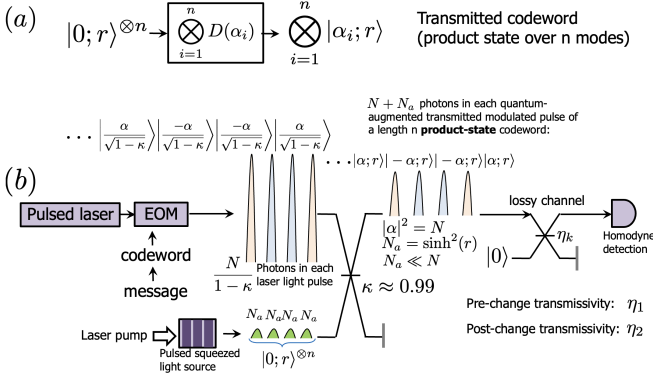 (a)
|0; r⟩^{⊗n}
n
⊗ D(α_i)
i=1
n
⊗ |α_i; r⟩
i=1
Transmitted codeword
(product state over n modes)
(b)
N + N_a photons in each quantum-
augmented transmitted modulated pulse of
a length n product-state codeword:
· · · |α/√(1 − κ)⟩|−α/√(1 − κ)⟩|−α/√(1 − κ)⟩|α/√(1 − κ)⟩
· · · |α; r⟩| − α; r⟩| − α; r⟩|α; r⟩
Pulsed laser
EOM
codeword
message
N/(1 − κ)
Photons in each
laser light pulse
|α|² = N
N_a = sinh²(r)
N_a ≪ N
κ ≈ 0.99
lossy channel
|0⟩
η_k
Homodyne
detection
Pre-change transmissivity: η_1
Post-change transmissivity: η_2
Laser pump
Pulsed squeezed
light source
N_a N_a N_a N_a
|0; r⟩^{⊗n}